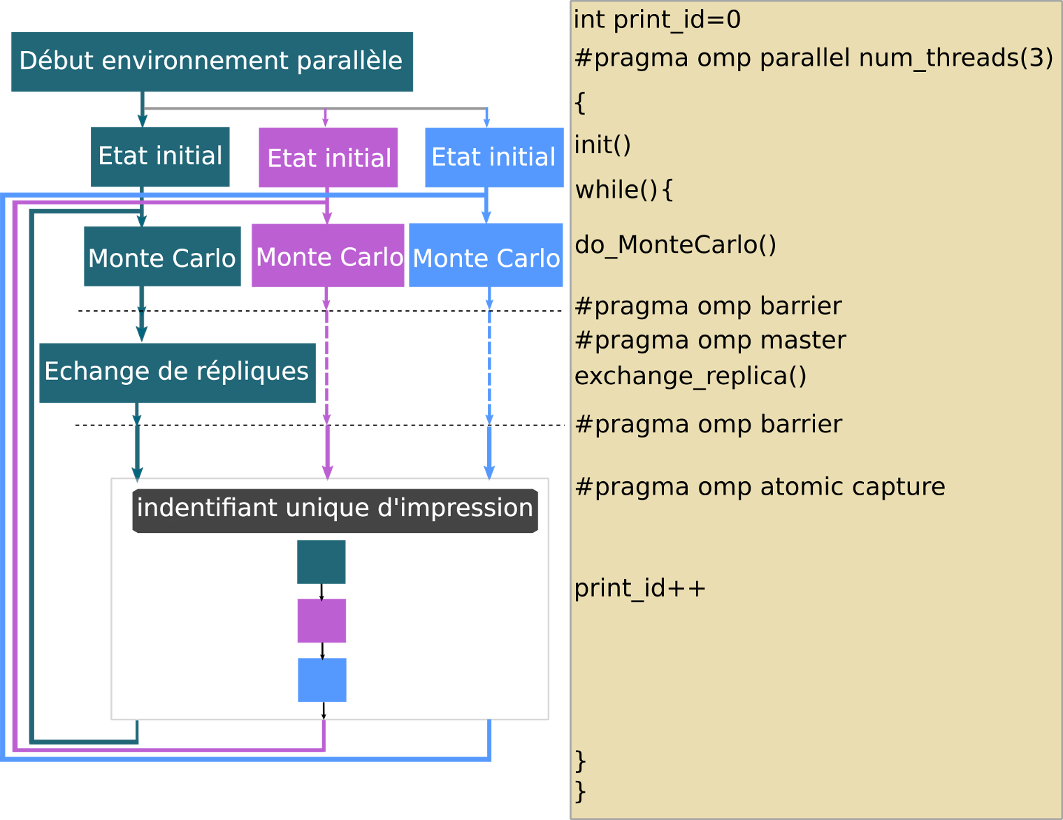 Début environnement parallèle
Etat initial
Etat initial
Etat initial
Monte Carlo
Monte Carlo
Monte Carlo
Echange de répliques
indentifiant unique d'impression
int print_id=0
#pragma omp parallel num_threads(3)
{
init()
while(){
do_MonteCarlo()
#pragma omp barrier
#pragma omp master
exchange_replica()
#pragma omp barrier
#pragma omp atomic capture
print_id++
}
}